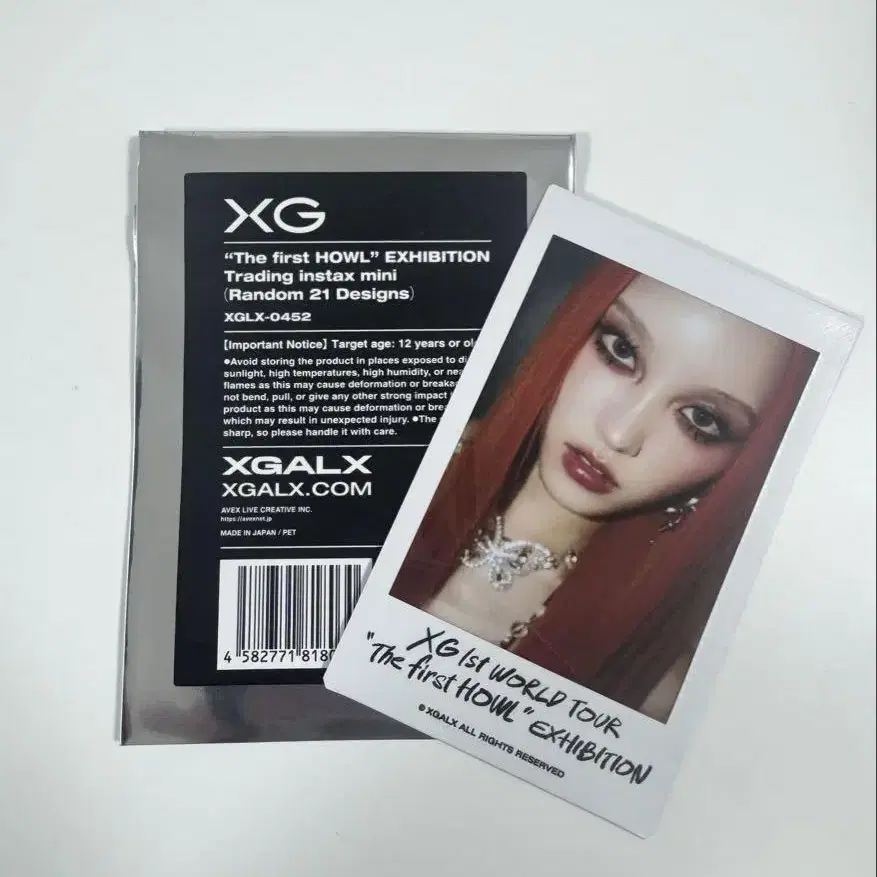 XG
“The first HOWL” EXHIBITION
Trading instax mini
(Random 21 Designs)
XGLX-0452
【Important Notice】 Target age: 12 years or
●Avoid storing the product in places exposed to
sunlight, high temperatures, high humidity, or
flames as this may cause deformation or
not bend, pull, or give any other strong impact
product as this may cause deformation or
which may result in unexpected injury. ●The
sharp, so please handle it with care.
XGALX
XGALX.COM
AVEX LIVE CREATIVE INC.
https://avexnet.jp
MADE IN JAPAN / PET
4 582771 818
XG 1st WORLD TOUR
"The first HOWL" EXHIBITION
© XGALX ALL RIGHTS RESERVED